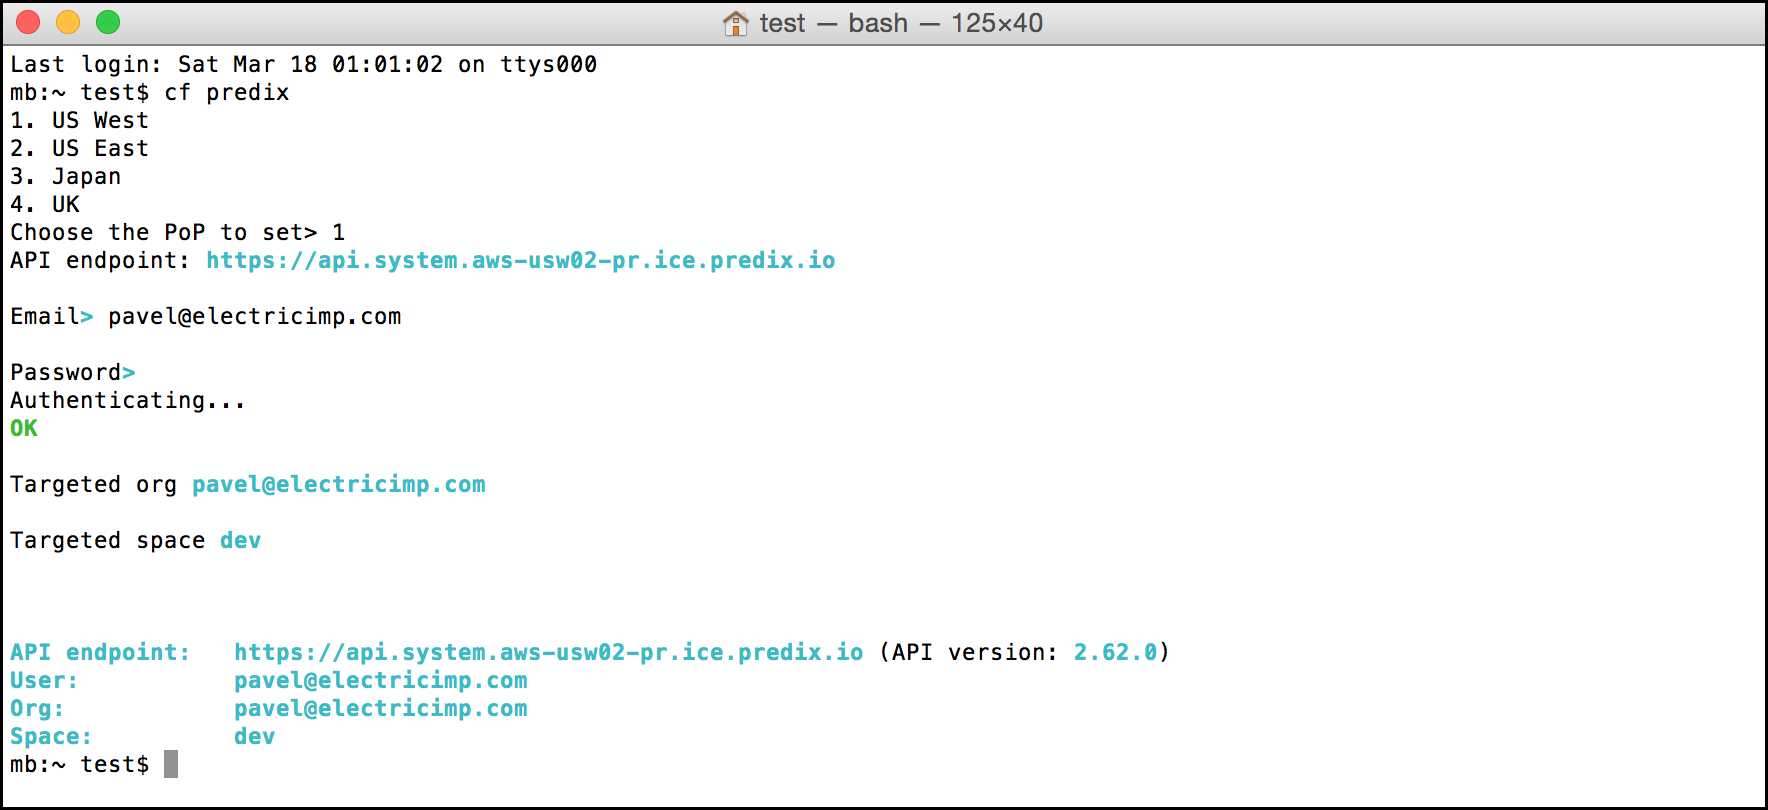 test — bash — 125×40
Last login: Sat Mar 18 01:01:02 on ttys000
mb:~ test$ cf predix
1. US West
2. US East
3. Japan
4. UK
Choose the PoP to set> 1
API endpoint: https://api.system.aws-usw02-pr.ice.predix.io
Email> pavel@electricimp.com
Password>
Authenticating...
OK
Targeted org pavel@electricimp.com
Targeted space dev
API endpoint:   https://api.system.aws-usw02-pr.ice.predix.io (API version: 2.62.0)
User:           pavel@electricimp.com
Org:            pavel@electricimp.com
Space:          dev
mb:~ test$